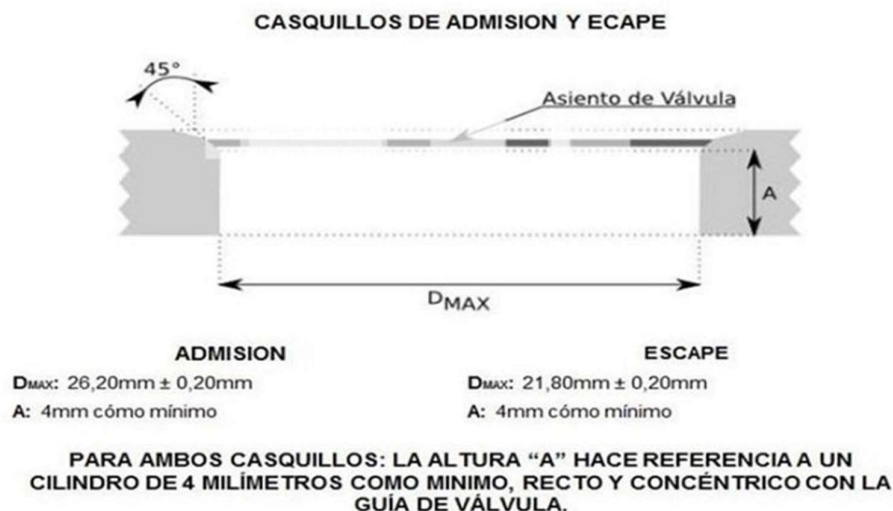 CASQUILLOS DE ADMISION Y ECAPE
45°
Asiento de Válvula
A
DMAX
ADMISION
DMAX: 26,20mm ± 0,20mm
A: 4mm cómo mínimo
ESCAPE
DMAX: 21,80mm ± 0,20mm
A: 4mm cómo mínimo
PARA AMBOS CASQUILLOS: LA ALTURA “A” HACE REFERENCIA A UN
CILINDRO DE 4 MILÍMETROS COMO MINIMO, RECTO Y CONCÉNTRICO CON LA
GUÍA DE VÁLVULA.